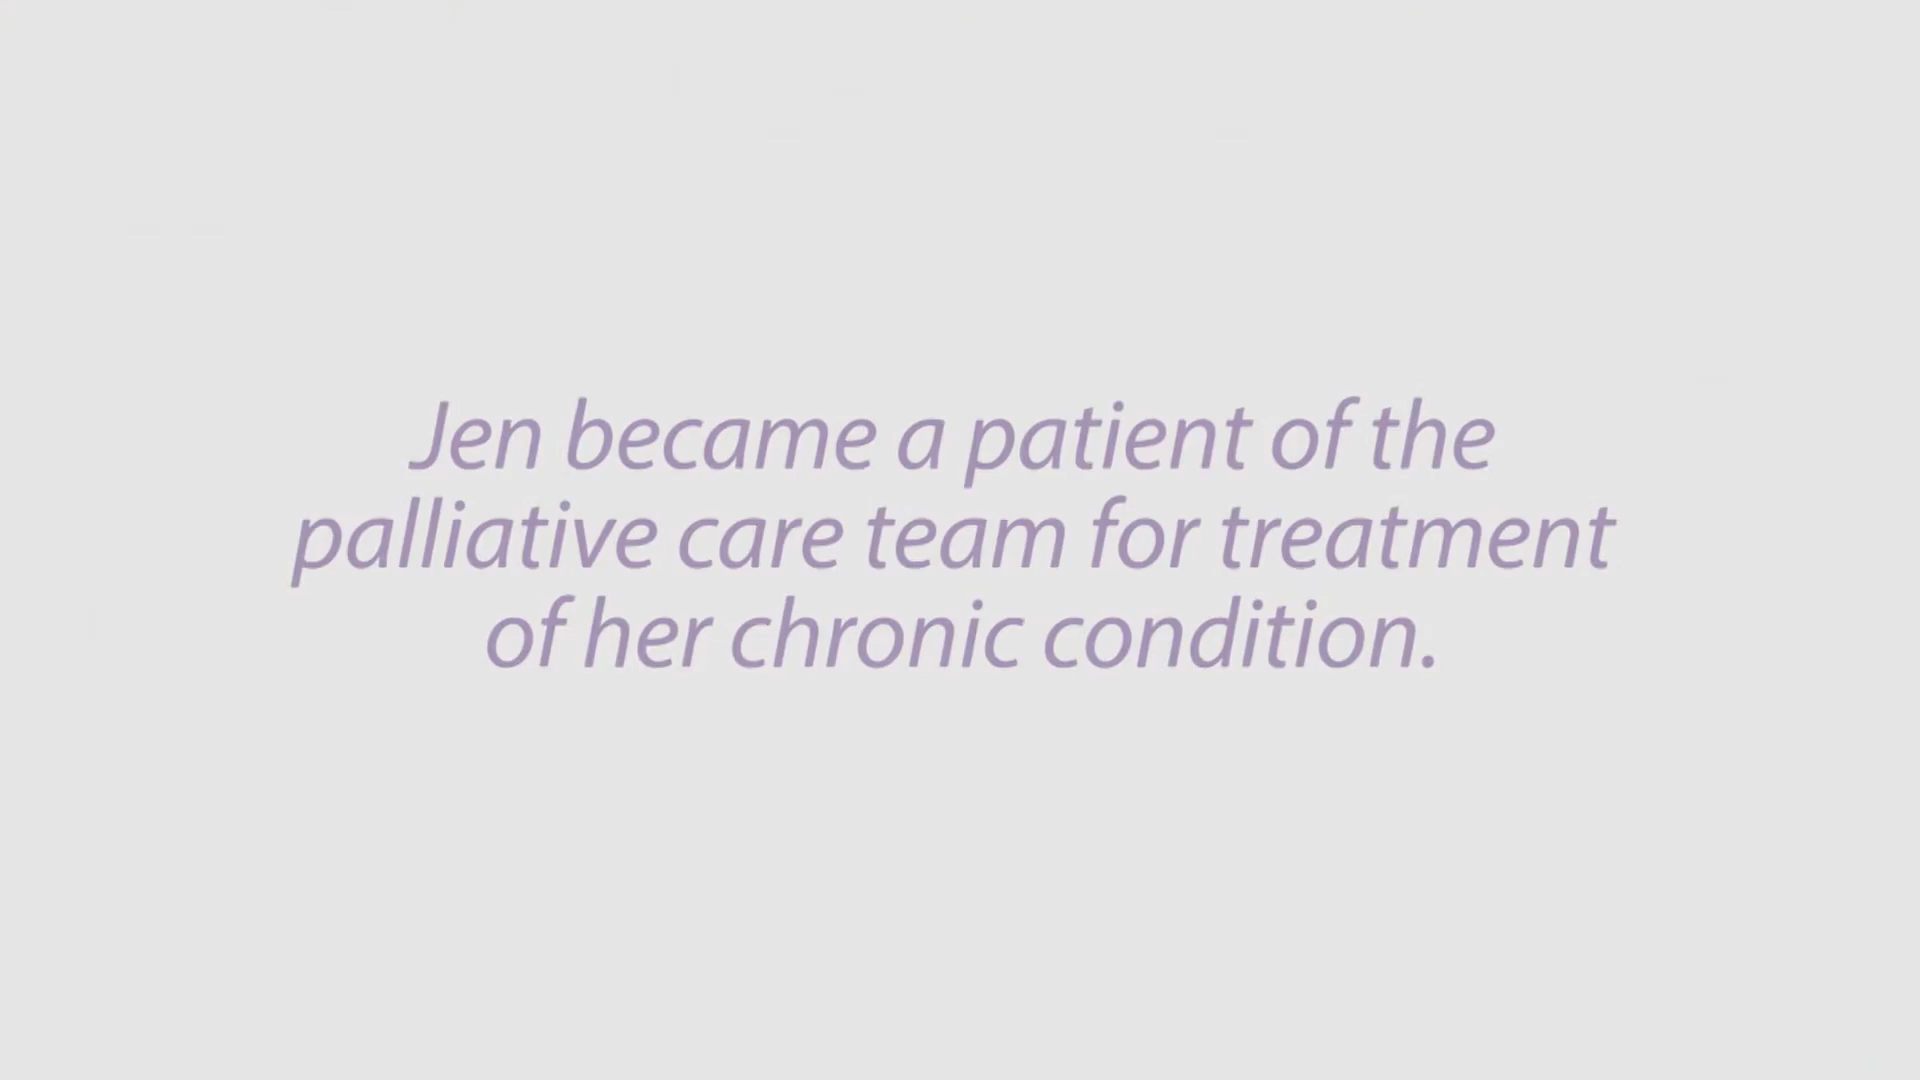 Jen became a patient of the
palliative care team for treatment
of her chronic condition.